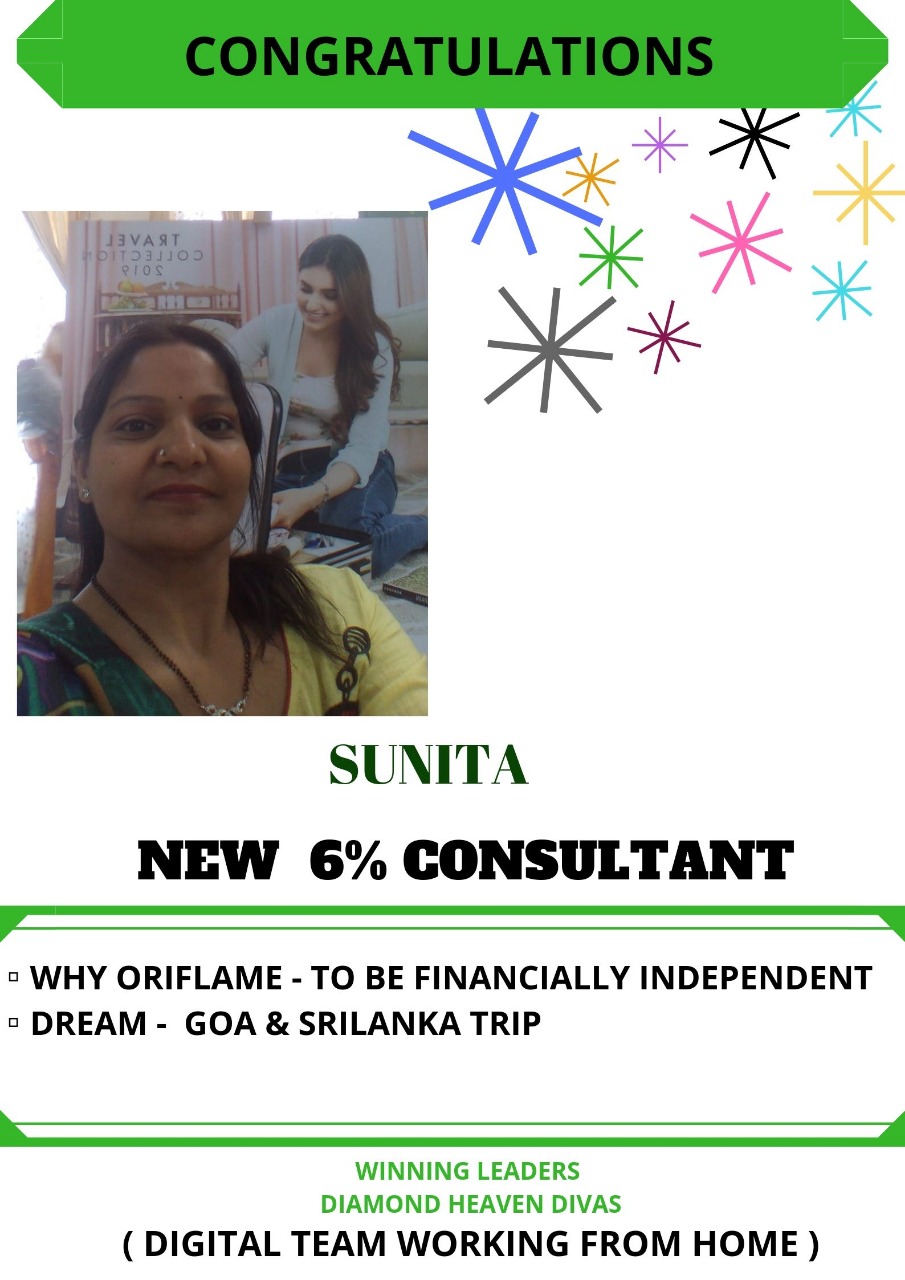 CONGRATULATIONS
TRAVEL
COLLECTION
2019
SUNITA
NEW 6% CONSULTANT
WHY ORIFLAME - TO BE FINANCIALLY INDEPENDENT
DREAM - GOA & SRILANKA TRIP
WINNING LEADERS
DIAMOND HEAVEN DIVAS
( DIGITAL TEAM WORKING FROM HOME )